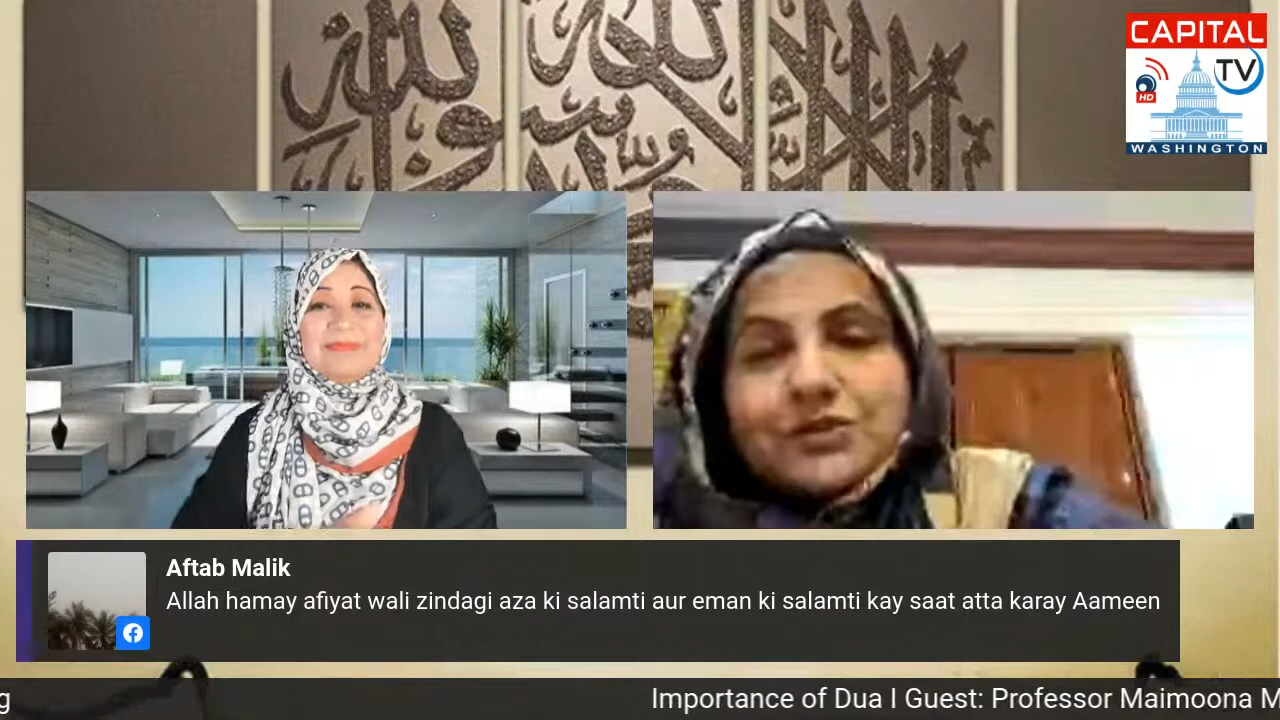 CAPITAL
TV
HD
WASHINGTON
Aftab Malik
Allah hamay afiyat wali zindagi aza ki salamti aur eman ki salamti kay saat atta karay Aameen
g
Importance of Dua I Guest: Professor Maimoona M